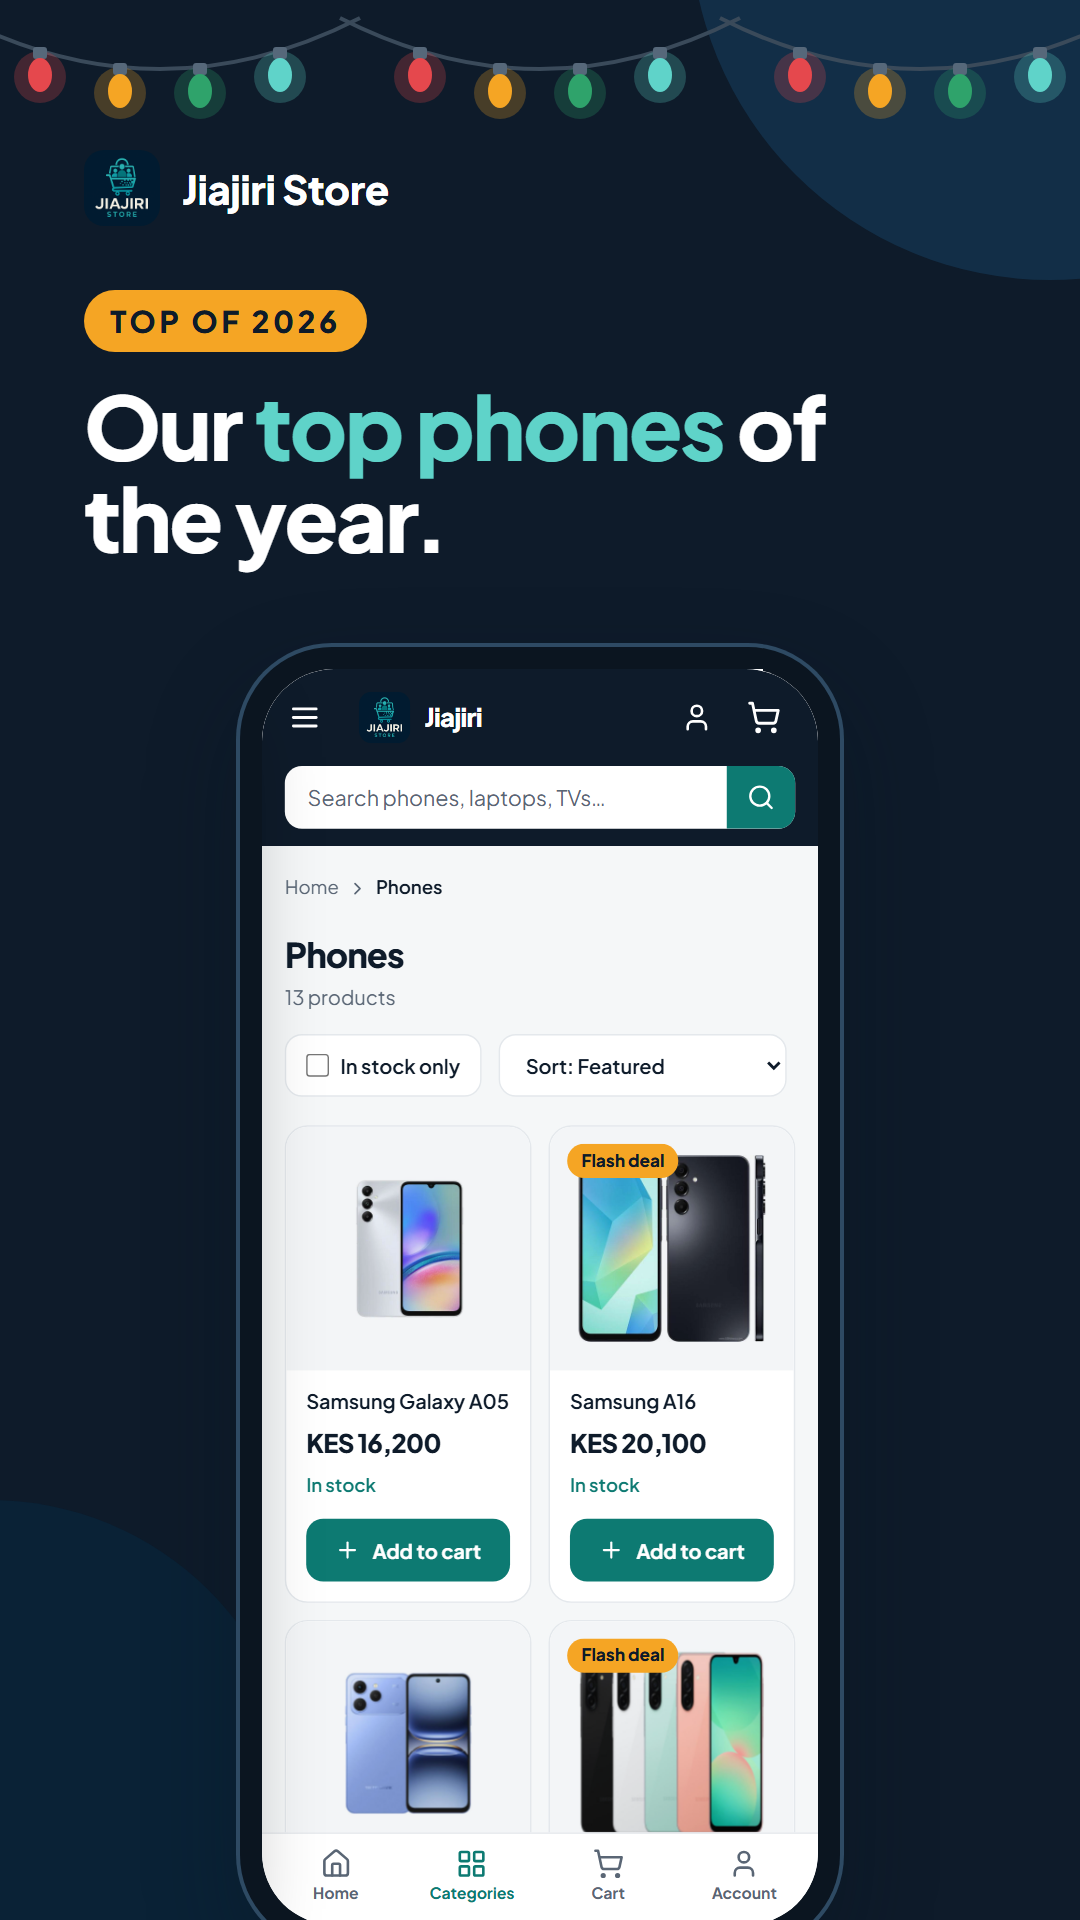 JIAJIRI
STORE
Jiajiri Store
TOP OF 2026
Our top phones of
the year.
JIAJIRI
STORE
Jiajiri
Search phones, laptops, TVs...
Home > Phones
Phones
13 products
In stock only
Sort: Featured
Flash deal
Samsung Galaxy A05
KES 16,200
In stock
+ Add to cart
Samsung A16
KES 20,100
In stock
+ Add to cart
Flash deal
Home
Categories
Cart
Account